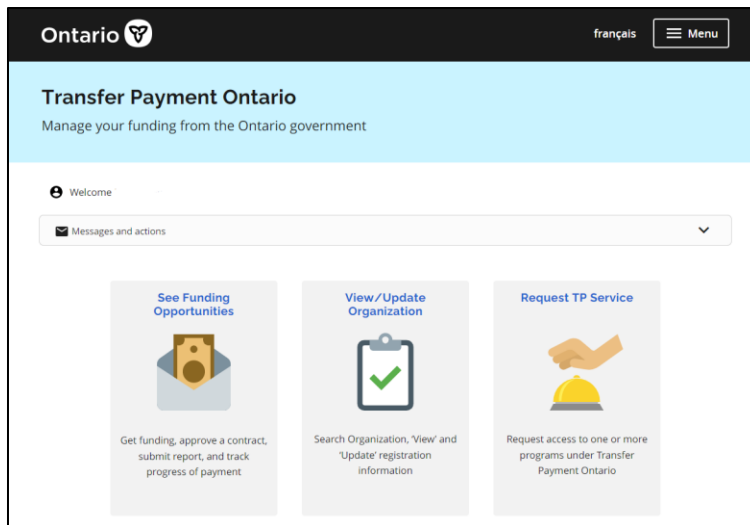 Ontario
français
Menu
Transfer Payment Ontario
Manage your funding from the Ontario government
Welcome
Messages and actions
See Funding
Opportunities
Get funding, approve a contract,
submit report, and track
progress of payment
View/Update
Organization
Search Organization, ‘View’ and
‘Update’ registration
information
Request TP Service
Request access to one or more
programs under Transfer
Payment Ontario